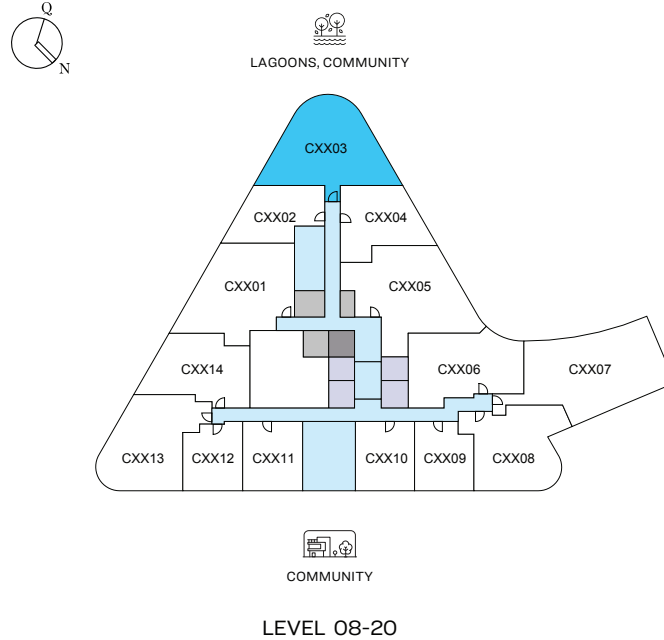 Q
N
LAGOONS, COMMUNITY
CXX03
CXX02
CXX04
CXX01
CXX05
CXX14
CXX06
CXX07
CXX13
CXX12
CXX11
CXX10
CXX09
CXX08
COMMUNITY
LEVEL 08-20